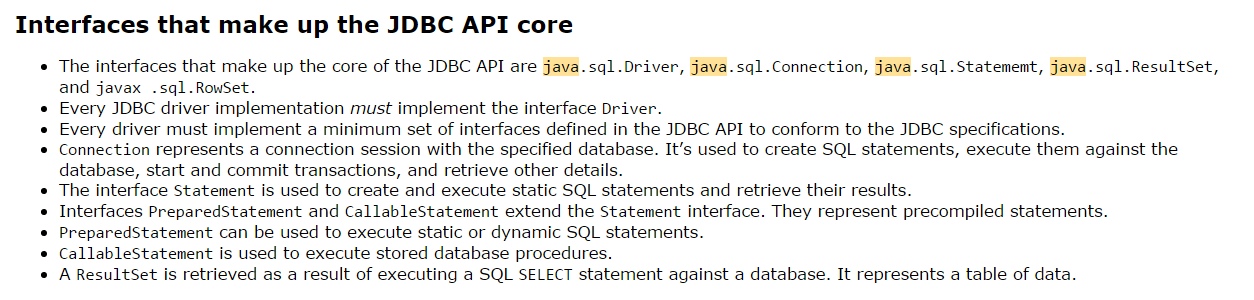 Interfaces that make up the JDBC API core
• The interfaces that make up the core of the JDBC API are java.sql.Driver, java.sql.Connection, java.sql.Statememt, java.sql.ResultSet,
and javax .sql.RowSet.
• Every JDBC driver implementation must implement the interface Driver.
• Every driver must implement a minimum set of interfaces defined in the JDBC API to conform to the JDBC specifications.
• Connection represents a connection session with the specified database. It’s used to create SQL statements, execute them against the
database, start and commit transactions, and retrieve other details.
• The interface Statement is used to create and execute static SQL statements and retrieve their results.
• Interfaces PreparedStatement and CallableStatement extend the Statement interface. They represent precompiled statements.
• PreparedStatement can be used to execute static or dynamic SQL statements.
• CallableStatement is used to execute stored database procedures.
• A ResultSet is retrieved as a result of executing a SQL SELECT statement against a database. It represents a table of data.